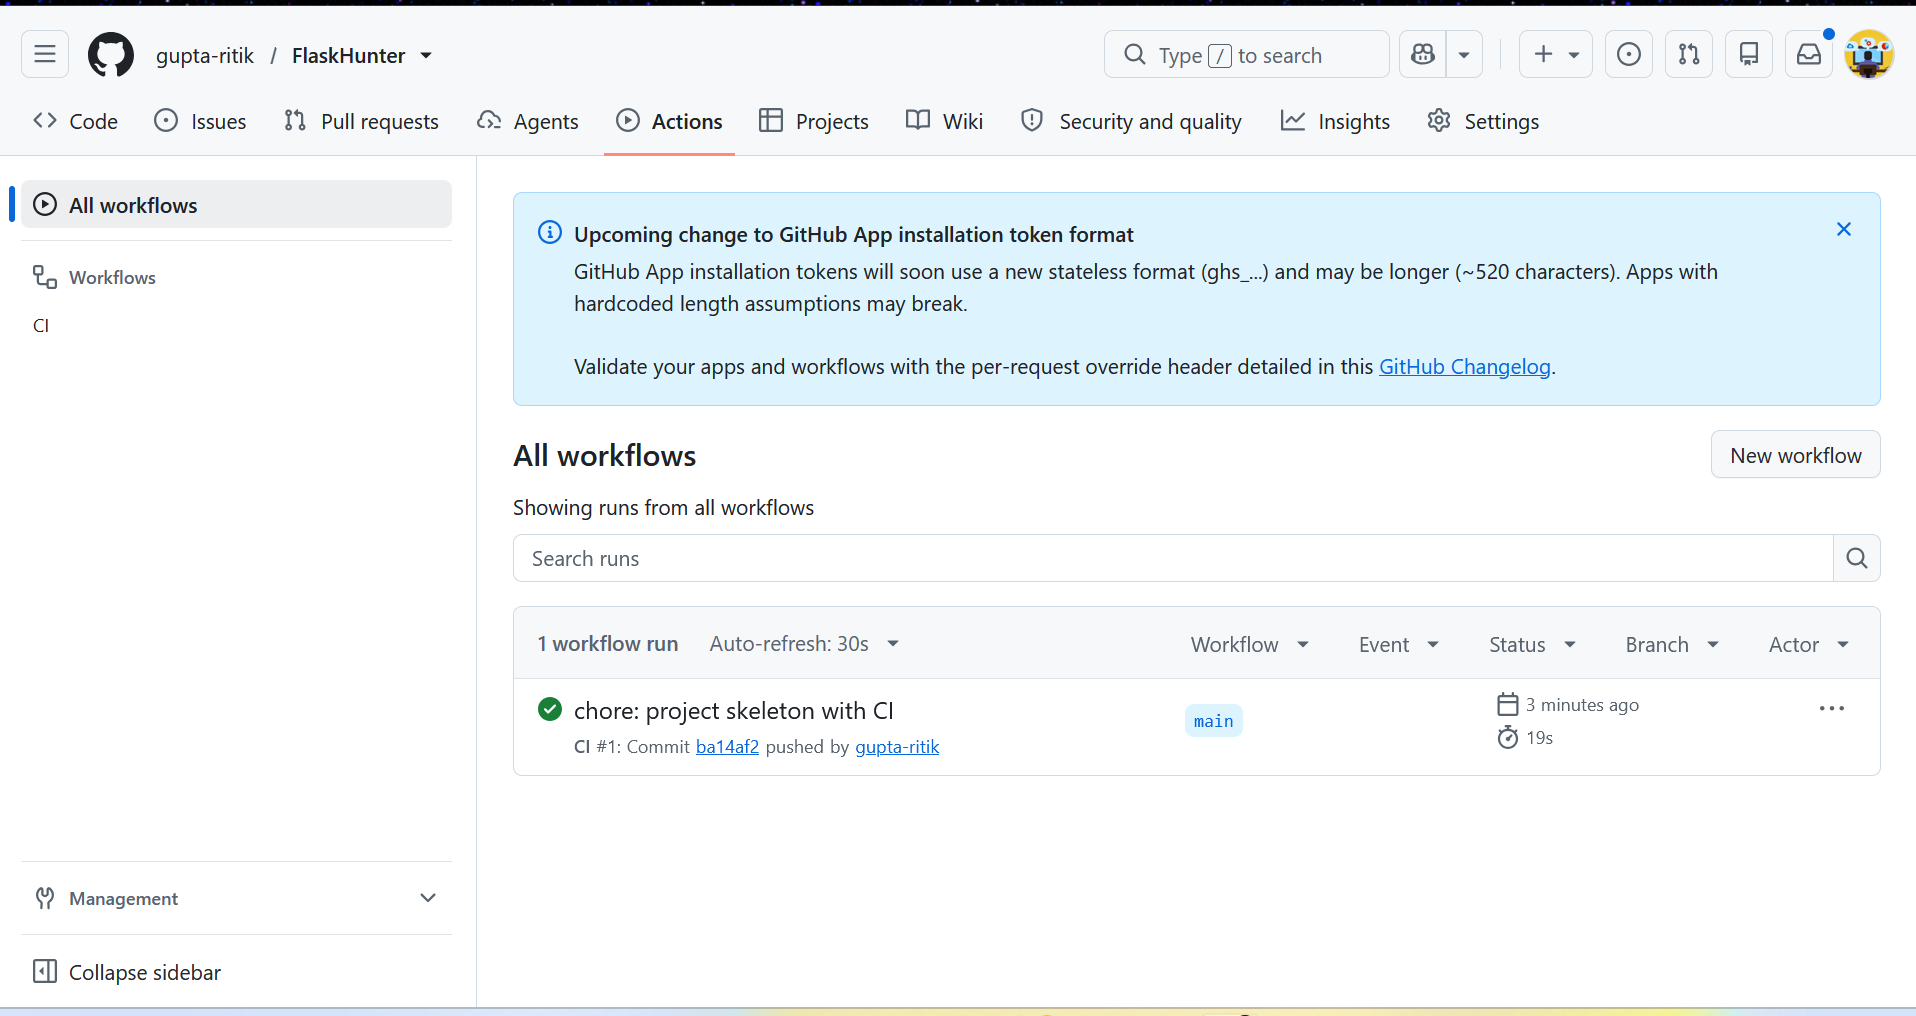 gupta-ritik / FlaskHunter
Type / to search
Code Issues Pull requests Agents Actions Projects Wiki Security and quality Insights Settings
All workflows
Workflows
CI
Management
Collapse sidebar
Upcoming change to GitHub App installation token format
GitHub App installation tokens will soon use a new stateless format (ghs_...) and may be longer (~520 characters). Apps with
hardcoded length assumptions may break.
Validate your apps and workflows with the per-request override header detailed in this GitHub Changelog.
All workflows
New workflow
Showing runs from all workflows
Search runs
1 workflow run Auto-refresh: 30s Workflow Event Status Branch Actor
chore: project skeleton with CI
CI #1: Commit ba14af2 pushed by gupta-ritik
main
3 minutes ago
19s